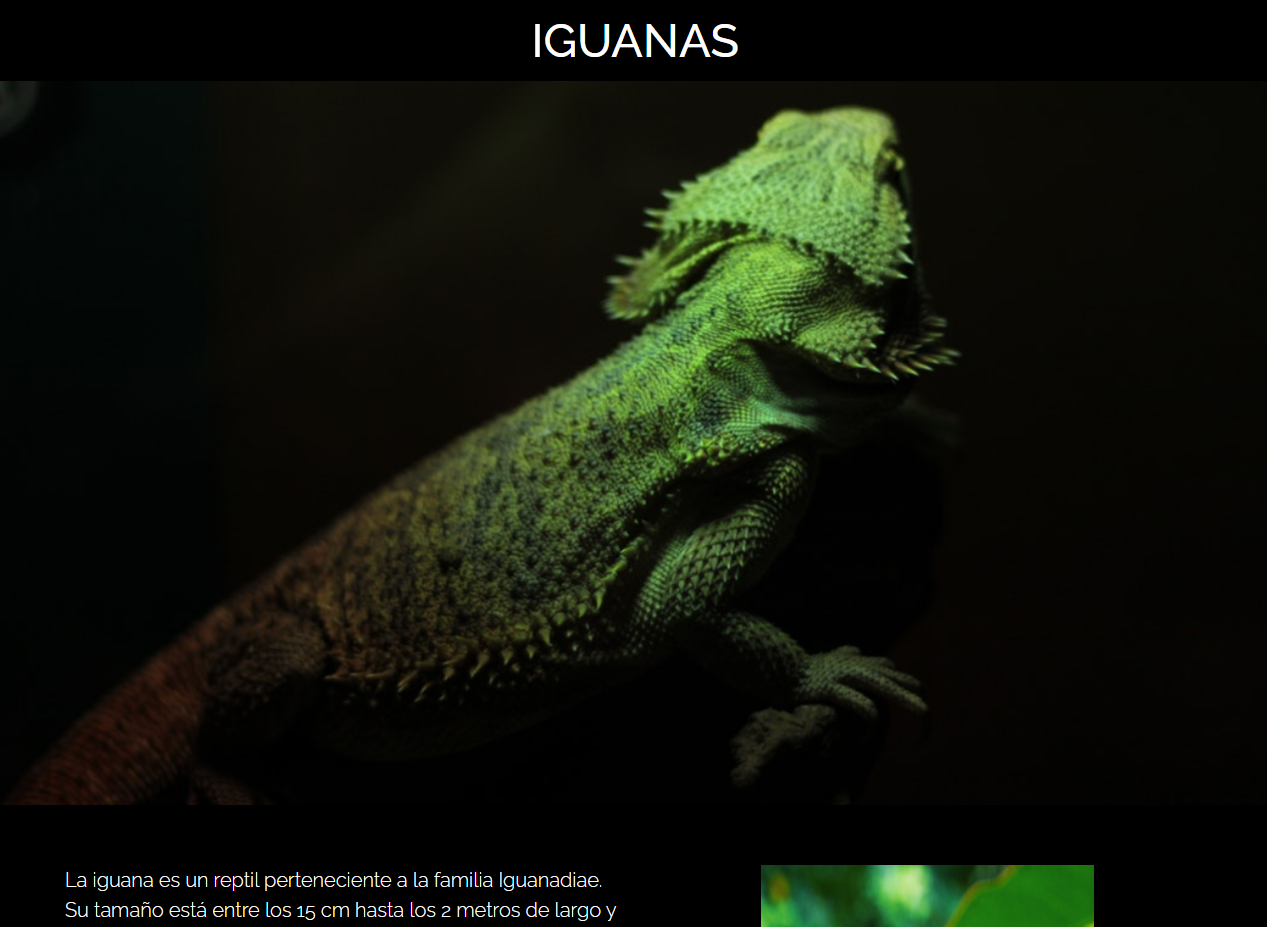 IGUANAS
La iguana es un reptil perteneciente a la familia Iguanadiae.
Su tamaño está entre los 15 cm hasta los 2 metros de largo y